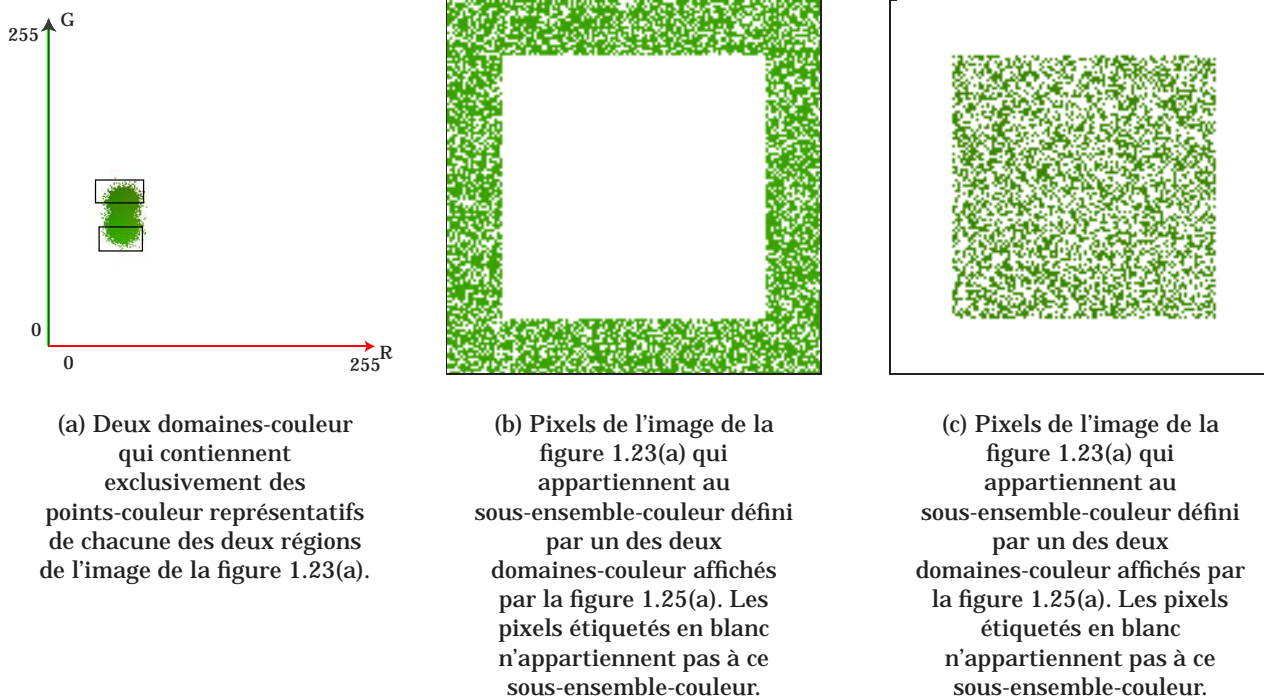 G
255
0
0
255
R
(a) Deux domaines-couleur
qui contiennent
exclusivement des
points-couleur représentatifs
de chacune des deux régions
de l'image de la figure 1.23(a).
(b) Pixels de l'image de la
figure 1.23(a) qui
appartiennent au
sous-ensemble-couleur défini
par un des deux
domaines-couleur affichés
par la figure 1.25(a). Les
pixels étiquetés en blanc
n'appartiennent pas à ce
sous-ensemble-couleur.
(c) Pixels de l'image de la
figure 1.23(a) qui
appartiennent au
sous-ensemble-couleur défini
par un des deux
domaines-couleur affichés par
la figure 1.25(a). Les pixels
étiquetés en blanc
n'appartiennent pas à ce
sous-ensemble-couleur.